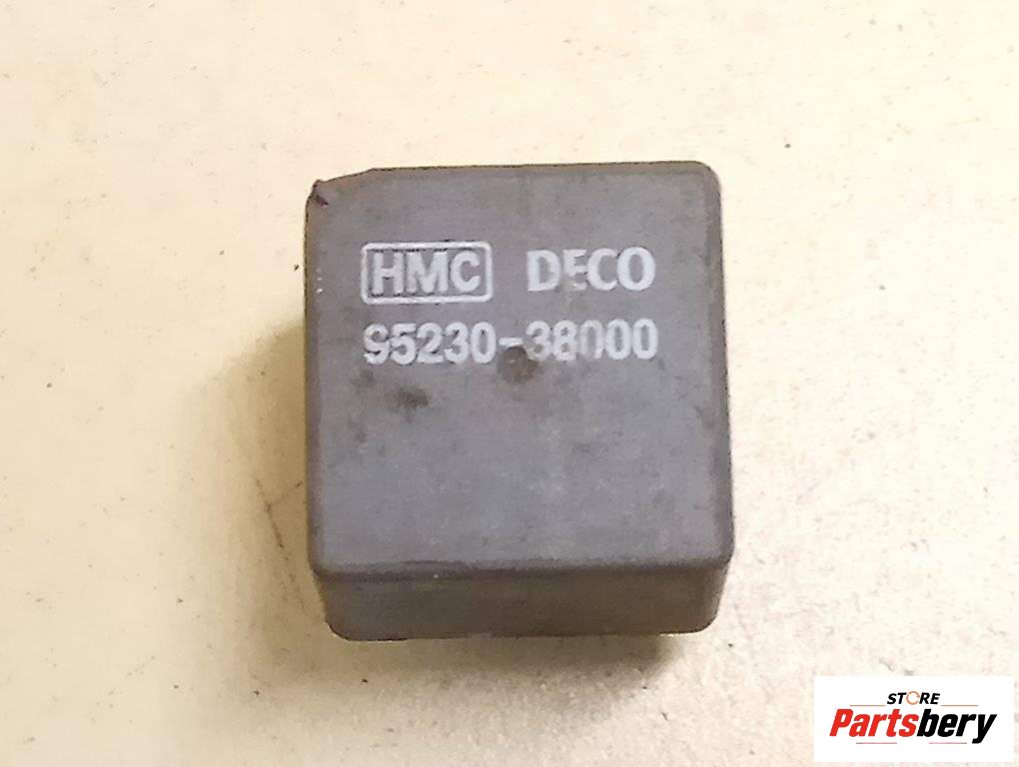 HMC DECO
95230-38000
STORE
Partsbery